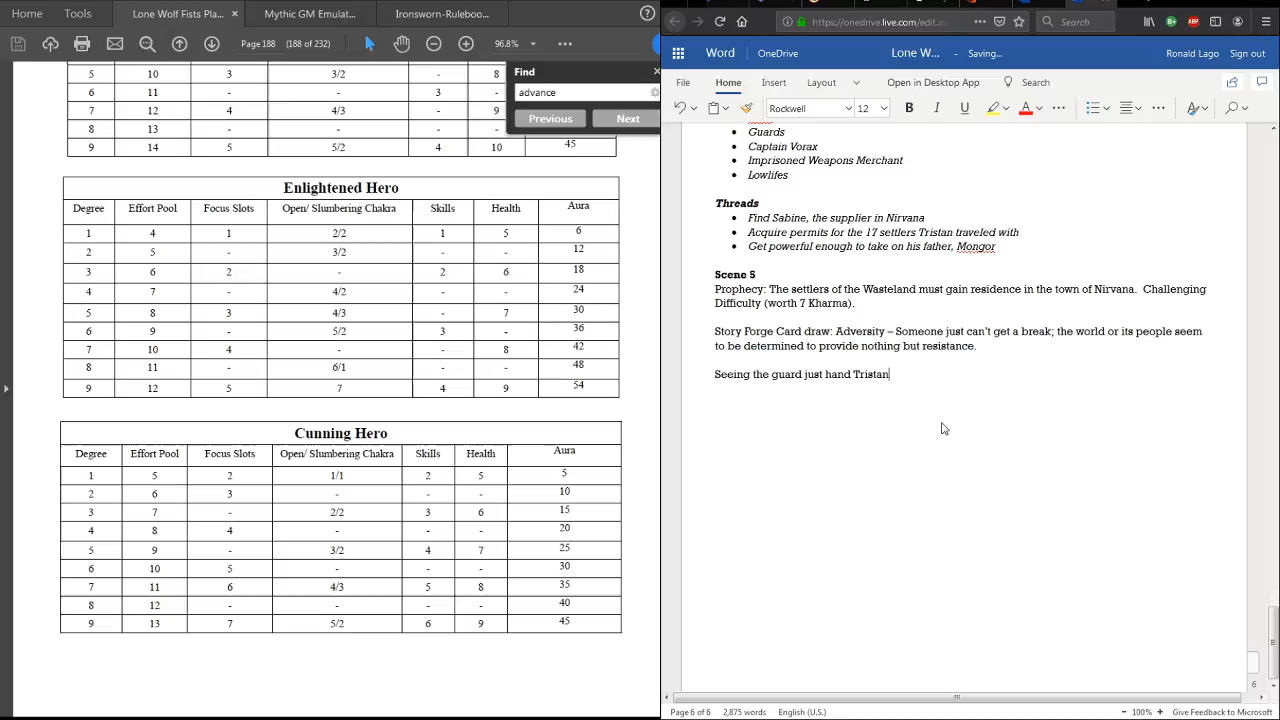 Home Tools Lone Wolf Fists Pla... × Mythic GM Emulat... Ironsworn-Ruleboo...
Page 188 (188 of 232) 96.8%
Find
advance
Previous Next
5 10 3 3/2 - 8
6 11 - - 3 -
7 12 4 4/3 - 9
8 13 - - -
9 14 5 5/2 4 10 45
Enlightened Hero
Degree Effort Pool Focus Slots Open/ Slumbering Chakra Skills Health Aura
1 4 1 2/2 1 5 6
2 5 - 3/2 - - 12
3 6 2 - 2 6 18
4 7 - 4/2 - - 24
5 8 3 4/3 - 7 30
6 9 - 5/2 3 - 36
7 10 4 - - 8 42
8 11 - 6/1 - - 48
9 12 5 7 4 9 54
Cunning Hero
Degree Effort Pool Focus Slots Open/ Slumbering Chakra Skills Health Aura
1 5 2 1/1 2 5 5
2 6 3 - - - 10
3 7 - 2/2 3 6 15
4 8 4 - - - 20
5 9 - 3/2 4 7 25
6 10 5 - - - 30
7 11 6 4/3 5 8 35
8 12 - - - - 40
9 13 7 5/2 6 9 45
https://onedrive.live.com/edit.as Search
Word OneDrive Lone W... - Saving... Ronald Lago Sign out
File Home Insert Layout Open in Desktop App Search
Rockwell 12 B I U A
Guards
Captain Vorax
Imprisoned Weapons Merchant
Lowlifes
Threads
Find Sabine, the supplier in Nirvana
Acquire permits for the 17 settlers Tristan traveled with
Get powerful enough to take on his father, Mongor
Scene 5
Prophecy: The settlers of the Wasteland must gain residence in the town of Nirvana. Challenging
Difficulty (worth 7 Kharma).
Story Forge Card draw: Adversity – Someone just can't get a break; the world or its people seem
to be determined to provide nothing but resistance.
Seeing the guard just hand Tristan
6
Page 6 of 6 2,875 words English (U.S.) - 100% + Give Feedback to Microsoft